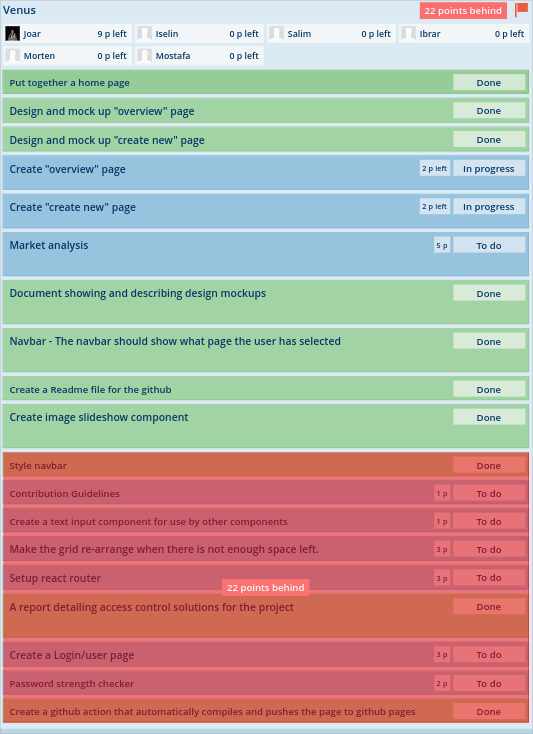 Venus 22 points behind
Joar 9 p left Iselin 0 p left Salim 0 p left Ibrar 0 p left
Morten 0 p left Mostafa 0 p left
Put together a home page Done
Design and mock up "overview" page Done
Design and mock up "create new" page Done
Create "overview" page 2 p left In progress
Create "create new" page 2 p left In progress
Market analysis 5 p To do
Document showing and describing design mockups Done
Navbar - The navbar should show what page the user has selected Done
Create a Readme file for the github Done
Create image slideshow component Done
Style navbar Done
Contribution Guidelines 1 p To do
Create a text input component for use by other components 1 p To do
Make the grid re-arrange when there is not enough space left. 3 p To do
Setup react router 3 p To do
22 points behind
A report detailing access control solutions for the project Done
Create a Login/user page 3 p To do
Password strength checker 2 p To do
Create a github action that automatically compiles and pushes the page to github pages Done